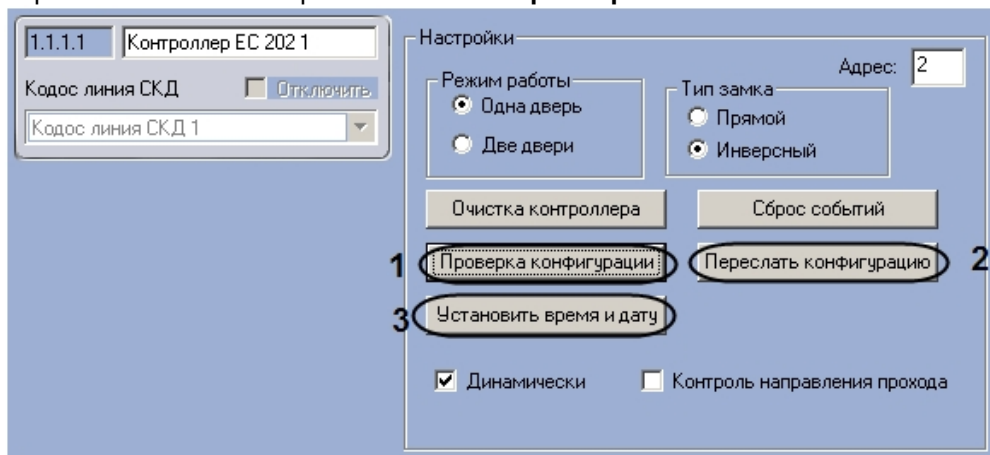 1.1.1.1 Контроллер ЕС 202 1
Кодос линия СКД Отключить
Кодос линия СКД 1
Настройки
Адрес: 2
Режим работы
Одна дверь
Две двери
Тип замка
Прямой
Инверсный
Очистка контроллера Сброс событий
1 Проверка конфигурации Переслать конфигурацию 2
3 Установить время и дату
Динамически Контроль направления прохода